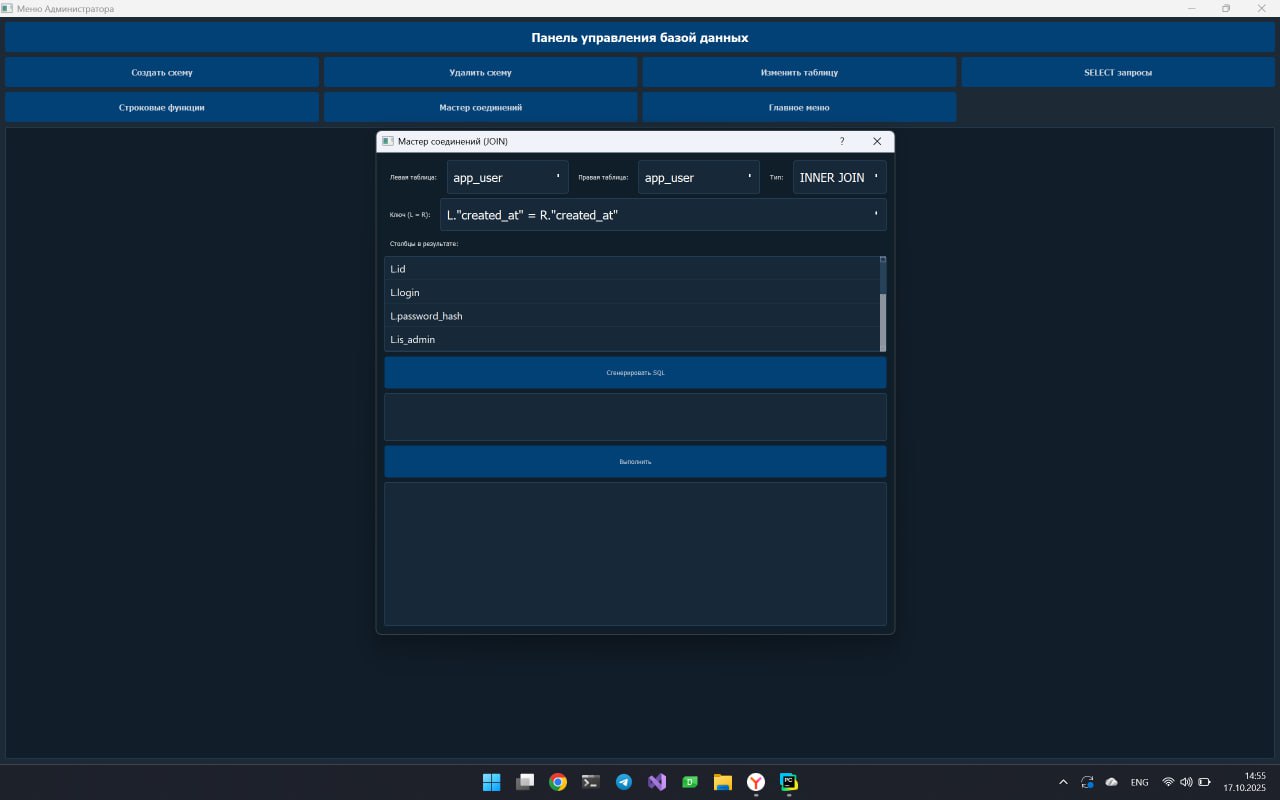 Меню Администратора
Панель управления базой данных
Создать схему
Удалить схему
Изменить таблицу
SELECT запросы
Строковые функции
Мастер соединений
Главное меню
Мастер соединений (JOIN)
?
Левая таблица:
app_user
Правая таблица:
app_user
Тип:
INNER JOIN
Ключ (L = R):
L."created_at" = R."created_at"
Столбцы в результате:
L.id
L.login
L.password_hash
L.is_admin
Сгенерировать SQL
Выполнить
ENG
14:55
17.10.2025